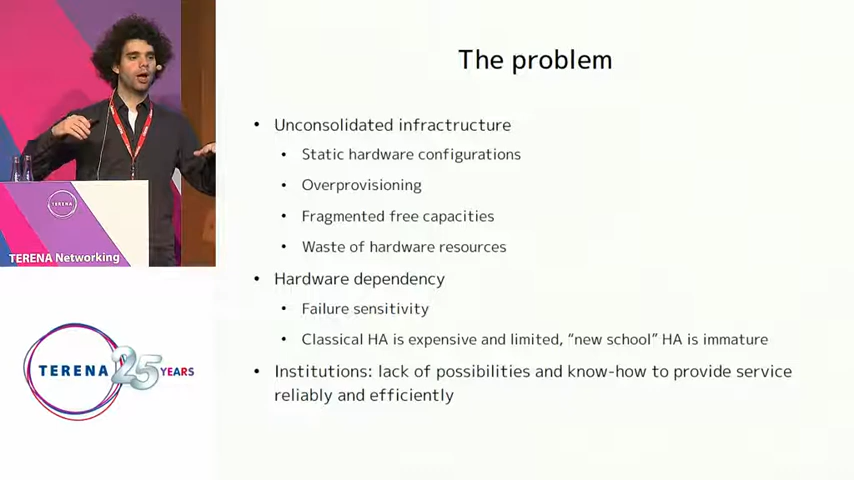 The problem
• Unconsolidated infractructure
• Static hardware configurations
• Overprovisioning
• Fragmented free capacities
• Waste of hardware resources
• Hardware dependency
• Failure sensitivity
• Classical HA is expensive and limited, “new school” HA is immature
• Institutions: lack of possibilities and know-how to provide service
reliably and efficiently
TERENA
TERENA Networking
TERENA 25 YEARS